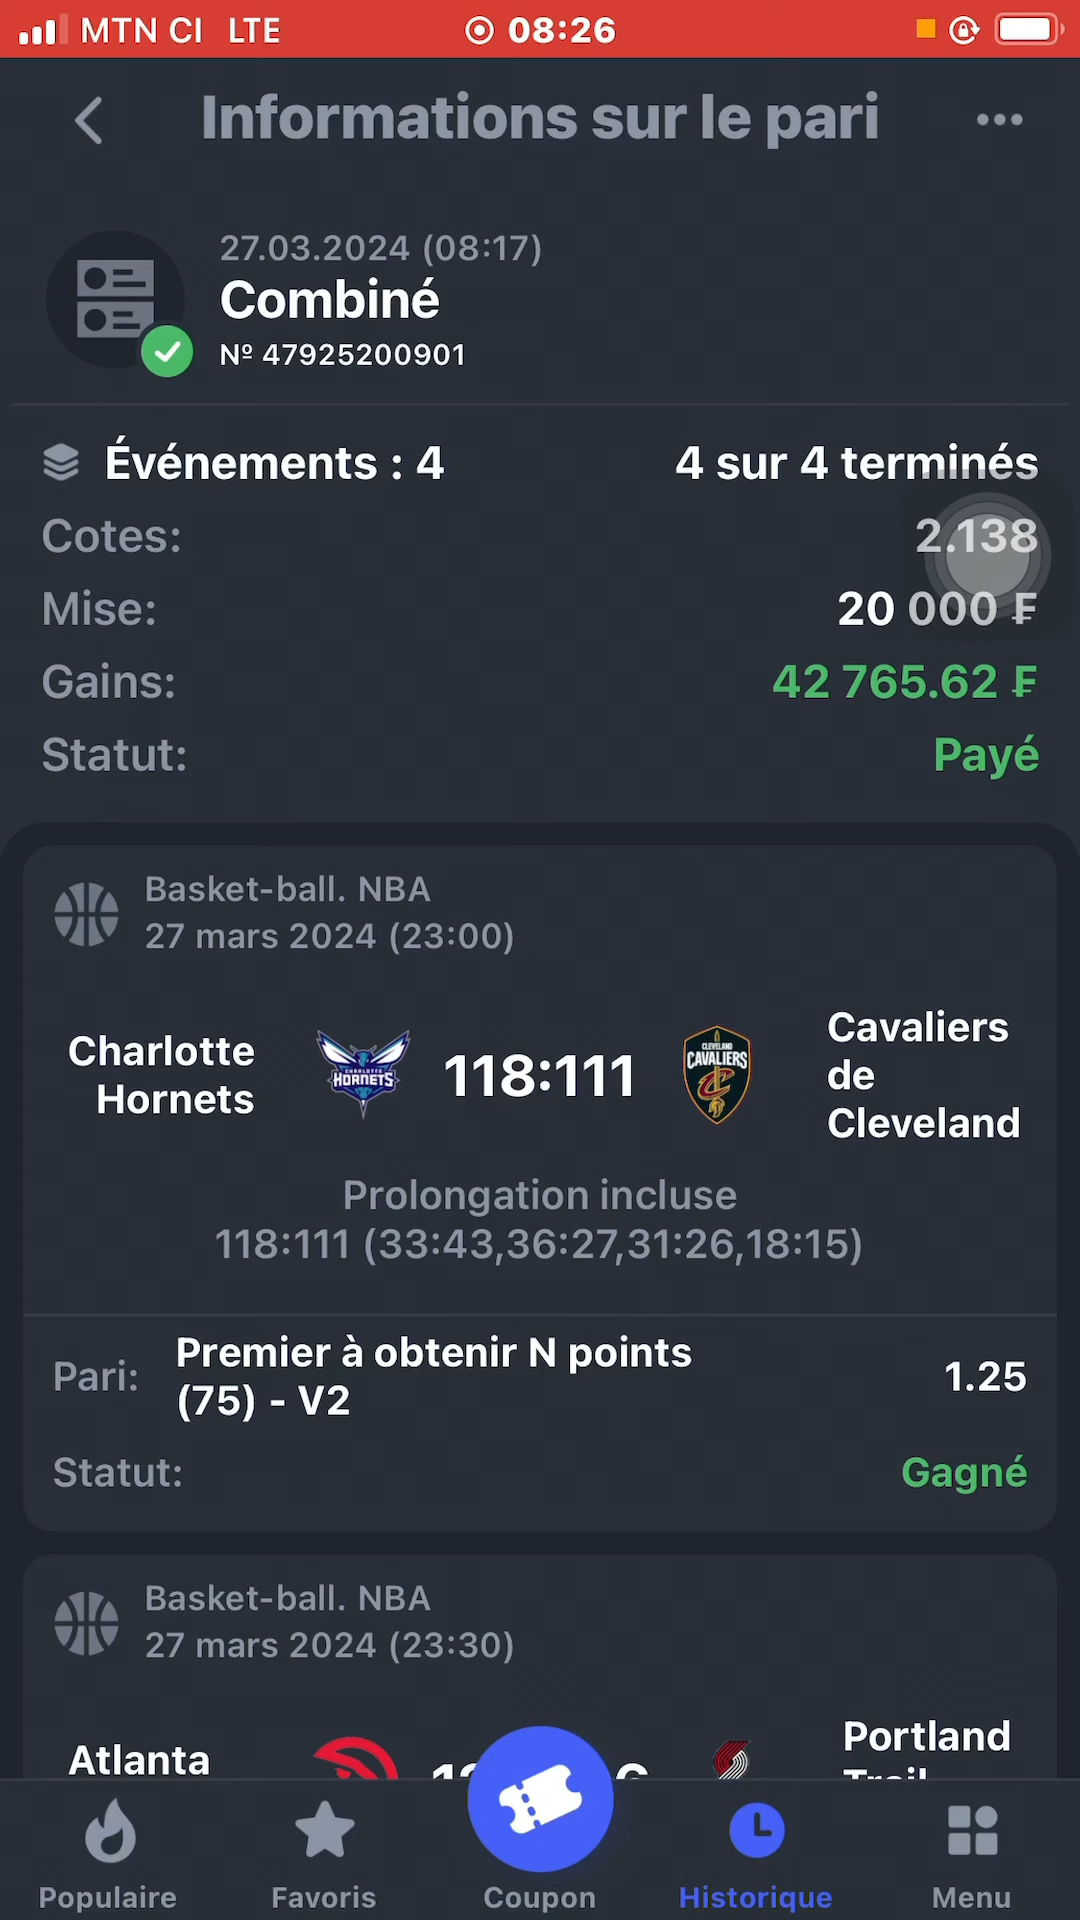 MTN CI LTE 08:26
Informations sur le pari
27.03.2024 (08:17)
Combiné
Nº 47925200901
Événements : 4 4 sur 4 terminés
Cotes: 2.138
Mise: 20 000 ₣
Gains: 42 765.62 ₣
Statut: Payé
Basket-ball. NBA
27 mars 2024 (23:00)
Charlotte
Hornets
CHARLOTTE
HORNETS
118:111
CLEVELAND
CAVALIERS
Cavaliers
de
Cleveland
Prolongation incluse
118:111 (33:43,36:27,31:26,18:15)
Pari: Premier à obtenir N points
(75) - V2 1.25
Statut: Gagné
Basket-ball. NBA
27 mars 2024 (23:30)
Atlanta
Portland
Trail
Populaire Favoris Coupon Historique Menu